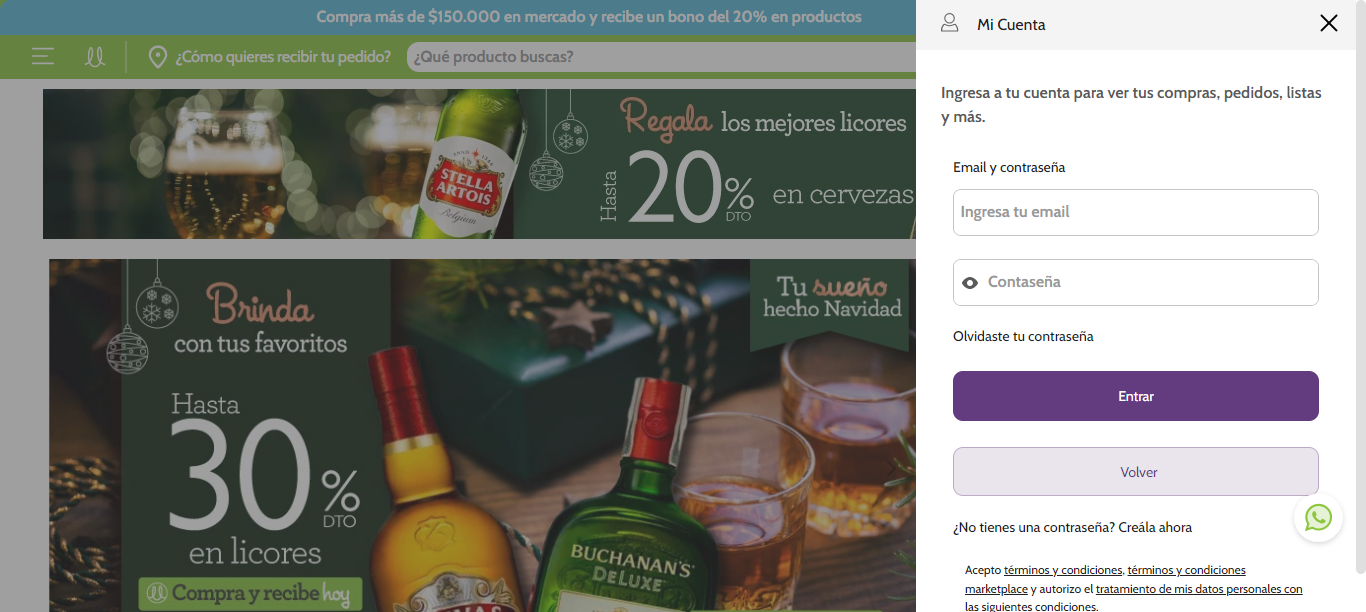 Compra más de $150.000 en mercado y recibe un bono del 20% en productos
¿Cómo quieres recibir tu pedido?
¿Qué producto buscas?
Regala los mejores licores
Hasta 20% DTO en cervezas
STELLA
ARTOIS
Belgium
Brinda
con tus favoritos
Hasta
30%
DTO
en licores
Compra y recibe hoy
Tu sueño
hecho Navidad
BUCHANAN'S
DELUXE
Mi Cuenta
Ingresa a tu cuenta para ver tus compras, pedidos, listas
y más.
Email y contraseña
Ingresa tu email
Contaseña
Olvidaste tu contraseña
Entrar
Volver
¿No tienes una contraseña? Creála ahora
Acepto términos y condiciones, términos y condiciones
marketplace y autorizo el tratamiento de mis datos personales con
las siguientes condiciones.